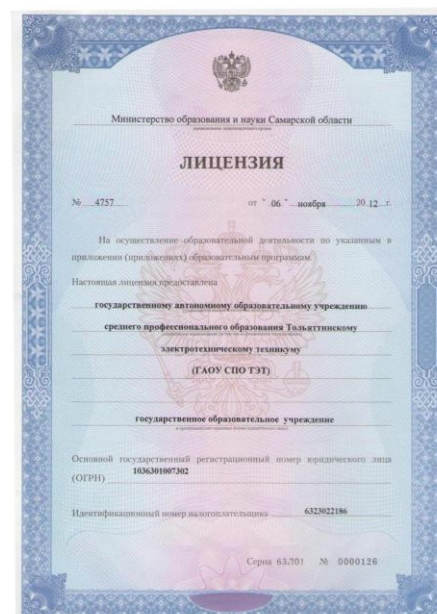 Министерство образования и науки Самарской области
ЛИЦЕНЗИЯ
№ 4757 от " 06 " ноября 20 12 г.
На осуществление образовательной деятельности по указанным в
приложении (приложениях) образовательным программам.
Настоящая лицензия предоставлена
государственному автономному образовательному учреждению
среднего профессионального образования Тольяттинскому
электротехническому техникуму
(ГАОУ СПО ТЭТ)
государственное образовательное учреждение
Основной государственный регистрационный номер юридического лица
(ОГРН) 1036301007302
Идентификационный номер налогоплательщика 6323022186
Серия 63Л01 № 0000126